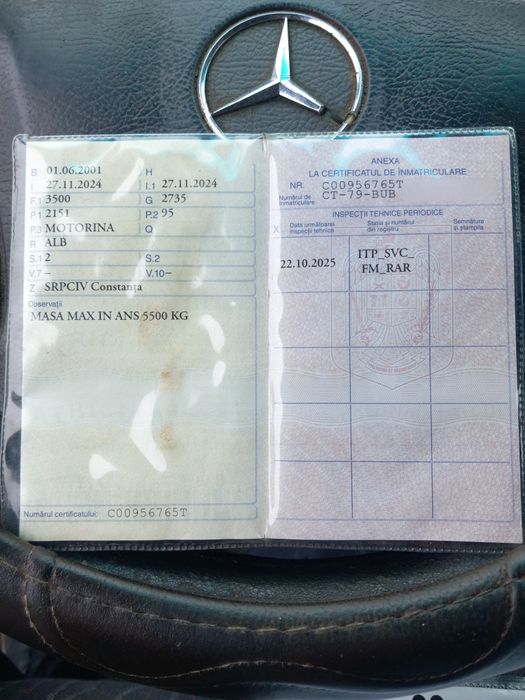 B 01.06.2001 H
I 27.11.2024 I.1 27.11.2024
F.1 3500 G 2735
P.1 2151 P.2 95
P.3 MOTORINA Q
R ALB
S.1 2 S.2
V.7 – V.10–
Z SRPCIV Constanța
Observații
MASA MAX IN ANS 5500 KG
Numărul certificatului: C00956765T
ANEXA
LA CERTIFICATUL DE ÎNMATRICULARE
NR. C00956765T
Numărul de înmatriculare CT-79-BUB
INSPECȚII TEHNICE PERIODICE
X Data următoarei inspecții tehnice
Stația și numărul din registru
Semnătura și ștampila
22.10.2025 ITP_SVC_
FM_RAR